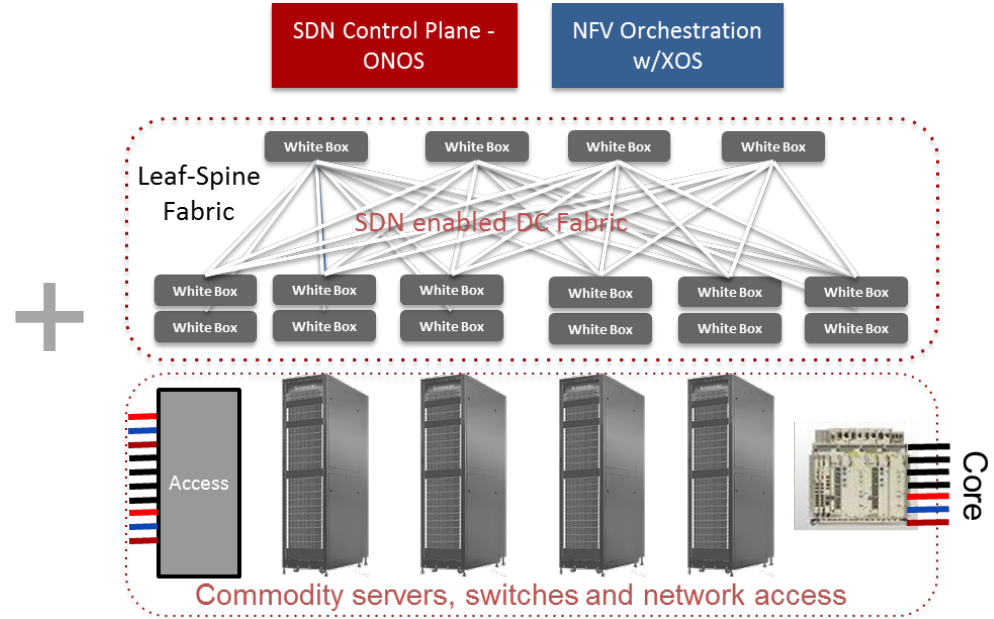 SDN Control Plane -
ONOS
NFV Orchestration
w/XOS
White Box
White Box
White Box
White Box
Leaf-Spine
Fabric
SDN enabled DC Fabric
White Box
White Box
White Box
White Box
White Box
White Box
White Box
White Box
White Box
White Box
White Box
White Box
Access
Core
Commodity servers, switches and network access